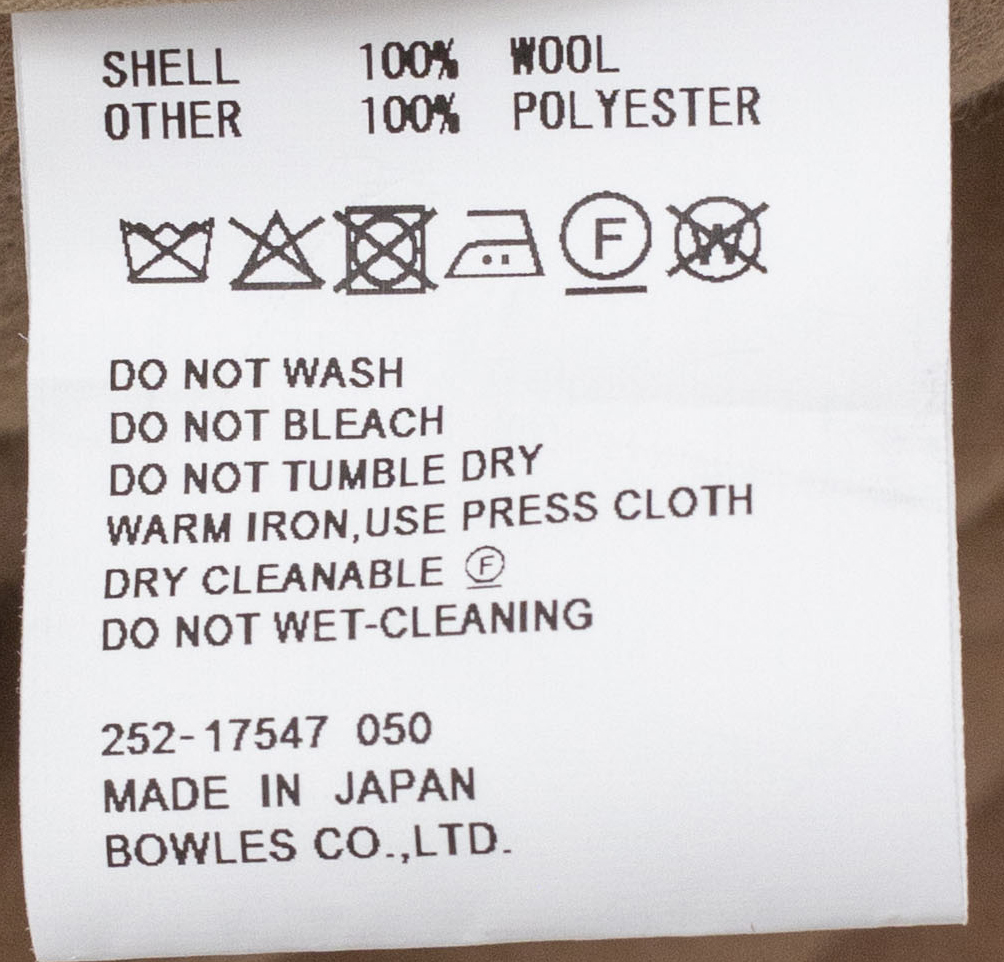 SHELL 100% WOOL
OTHER 100% POLYESTER
F W
DO NOT WASH
DO NOT BLEACH
DO NOT TUMBLE DRY
WARM IRON,USE PRESS CLOTH
DRY CLEANABLE Ⓕ
DO NOT WET-CLEANING
252-17547 050
MADE IN JAPAN
BOWLES CO.,LTD.